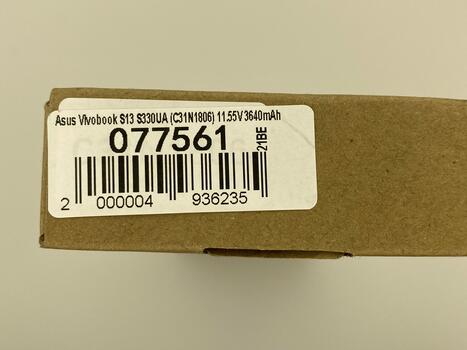 Asus Vivobook S13 S330UA (C31N1806) 11.55V 3640mAh
077561
21BE
2 000004 936235